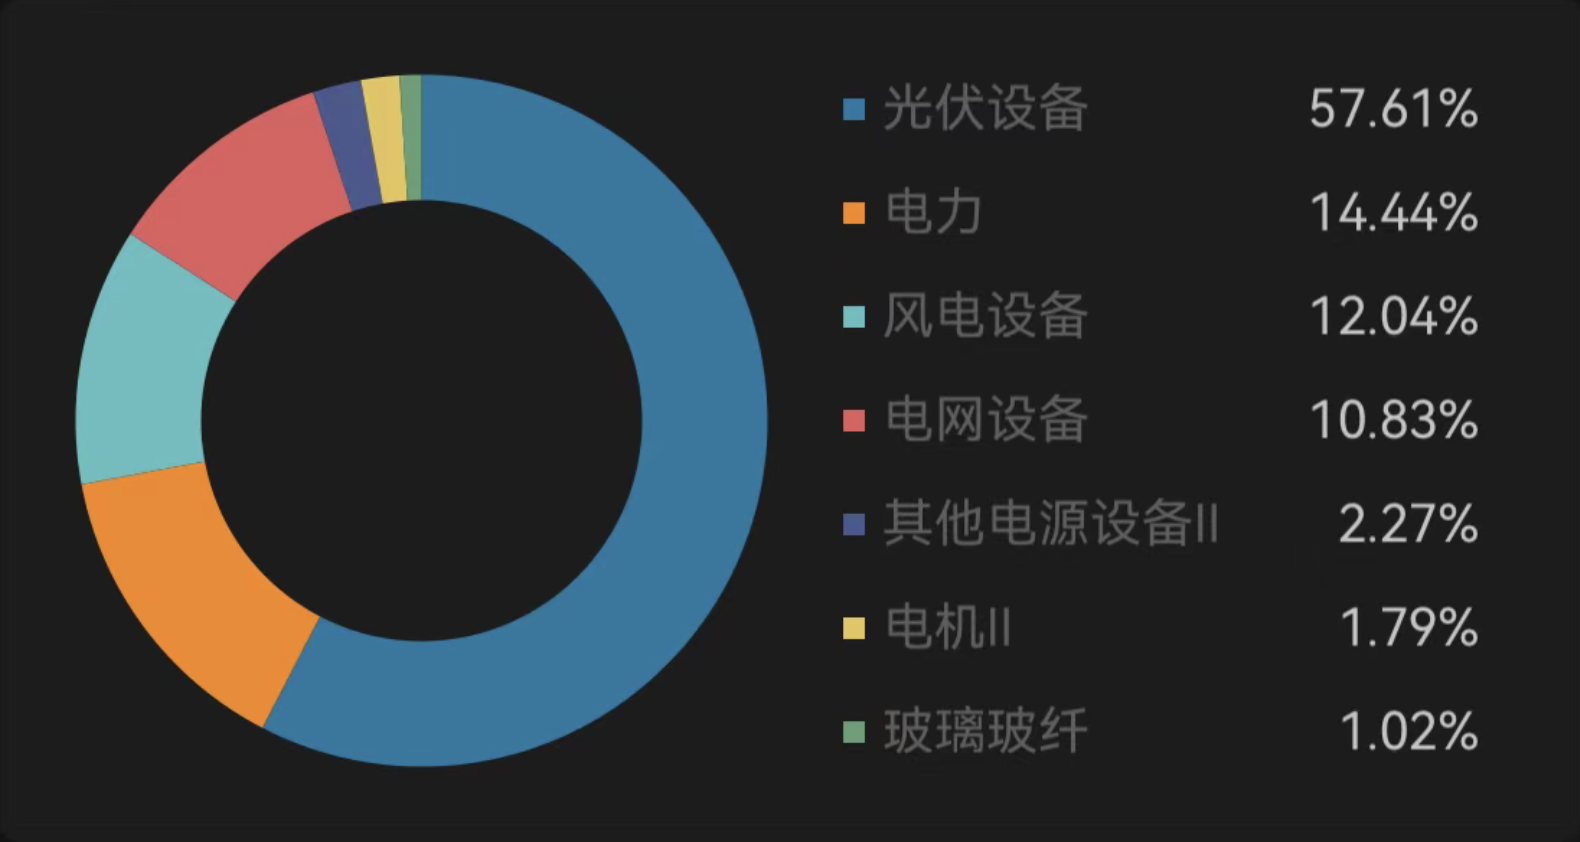 光伏设备 57.61%
电力 14.44%
风电设备 12.04%
电网设备 10.83%
其他电源设备II 2.27%
电机II 1.79%
玻璃玻纤 1.02%